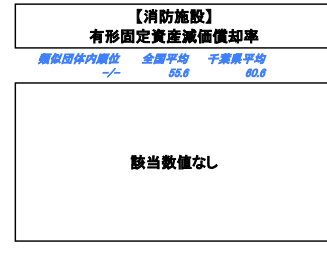 【消防施設】
有形固定資産減価償却率
類似団体内順位 全国平均 千葉県平均
-/- 55.6 60.6
該当数値なし